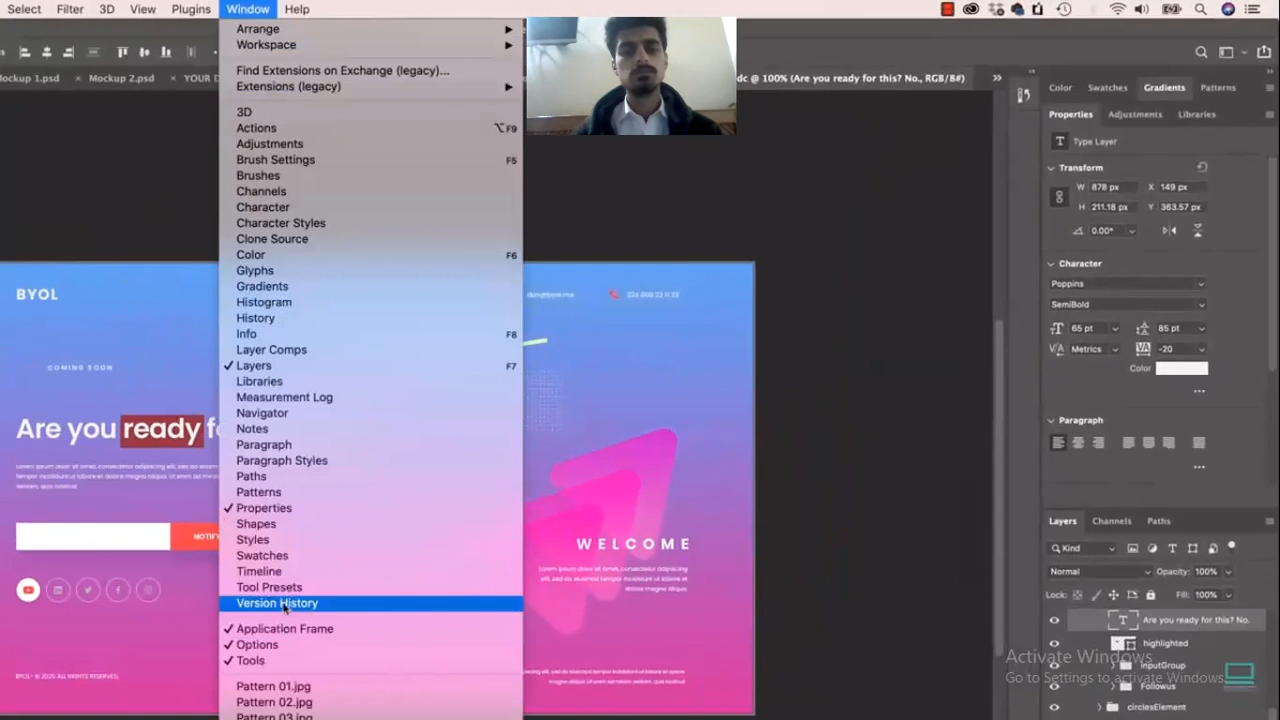 Select Filter 3D View Plugins Window Help
Mockup 1.psd × Mockup 2.psd × YOUR D
dc @ 100% (Are you ready for this? No., RGB/8#)
Arrange
Workspace
Find Extensions on Exchange (legacy)...
Extensions (legacy)
3D
Actions ⌥F9
Adjustments
Brush Settings F5
Brushes
Channels
Character
Character Styles
Clone Source
Color F6
Glyphs
Gradients
Histogram
History
Info F8
Layer Comps
✓ Layers F7
Libraries
Measurement Log
Navigator
Notes
Paragraph
Paragraph Styles
Paths
Patterns
✓ Properties
Shapes
Styles
Swatches
Timeline
Tool Presets
Version History
✓ Application Frame
✓ Options
✓ Tools
Pattern 01.jpg
Pattern 02.jpg
Pattern 03.jpg
BYOL
COMING SOON
Are you ready fo
NOTIFY
WELCOME
Color Swatches Gradients Patterns
Properties Adjustments Libraries
Type Layer
Transform
W 878 px X 149 px
H 211.18 px Y 363.57 px
0.00°
Character
Poppins
SemiBold
65 pt 85 pt
Metrics -20
Color
Paragraph
Layers Channels Paths
Kind
Normal Opacity: 100%
Lock: Fill: 100%
Are you ready for this? No.
highlighted
InputGroup
Followus
circlesElement
Activate Windows
Go to Settings to activate Windows.